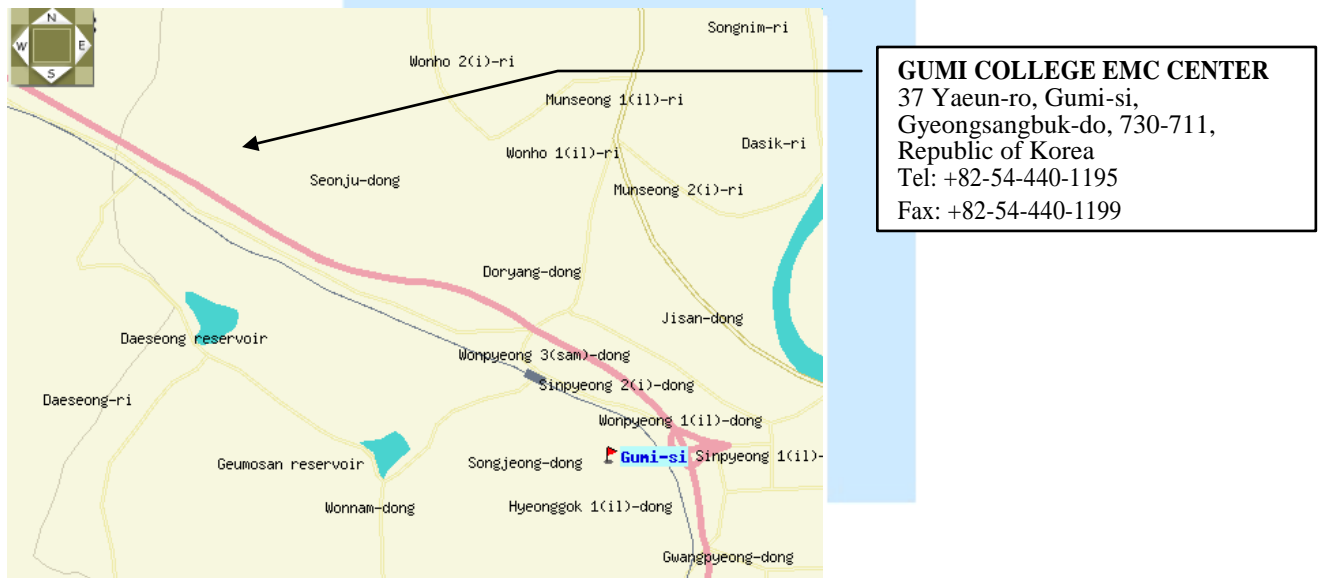 N
W E
S
Songnim-ri
Wonho 2(i)-ri
Munseong 1(il)-ri
Dasik-ri
Wonho 1(il)-ri
Seonju-dong
Munseong 2(i)-ri
Doryang-dong
Jisan-dong
Daeseong reservoir
Wonpyeong 3(sam)-dong
Sinpyeong 2(i)-dong
Daeseong-ri
Wonpyeong 1(il)-dong
Geumosan reservoir
Songjeong-dong
Gumi-si
Sinpyeong 1(il)-
Wonnam-dong
Hyeonggok 1(il)-dong
Gwangpyeong-dong
GUMI COLLEGE EMC CENTER
37 Yaeun-ro, Gumi-si,
Gyeongsangbuk-do, 730-711,
Republic of Korea
Tel: +82-54-440-1195
Fax: +82-54-440-1199